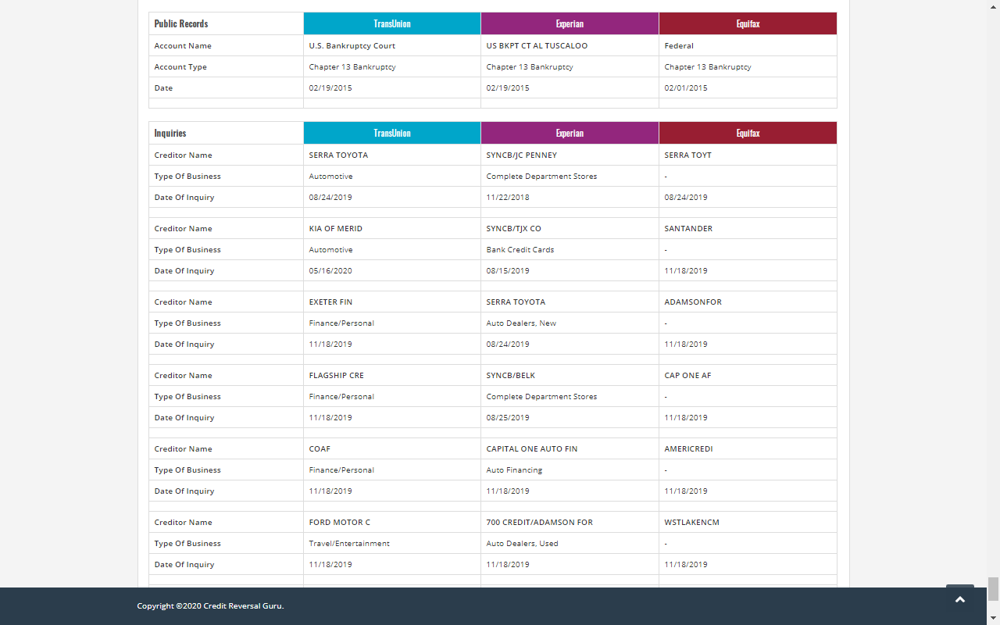 Public Records TransUnion Experian Equifax
Account Name U.S. Bankruptcy Court US BKPT CT AL TUSCALOO Federal
Account Type Chapter 13 Bankruptcy Chapter 13 Bankruptcy Chapter 13 Bankruptcy
Date 02/19/2015 02/19/2015 02/01/2015
Inquiries TransUnion Experian Equifax
Creditor Name SERRA TOYOTA SYNCB/JC PENNEY SERRA TOYT
Type Of Business Automotive Complete Department Stores -
Date Of Inquiry 08/24/2019 11/22/2018 08/24/2019
Creditor Name KIA OF MERID SYNCB/TJX CO SANTANDER
Type Of Business Automotive Bank Credit Cards -
Date Of Inquiry 05/16/2020 08/15/2019 11/18/2019
Creditor Name EXETER FIN SERRA TOYOTA ADAMSONFOR
Type Of Business Finance/Personal Auto Dealers, New -
Date Of Inquiry 11/18/2019 08/24/2019 11/18/2019
Creditor Name FLAGSHIP CRE SYNCB/BELK CAP ONE AF
Type Of Business Finance/Personal Complete Department Stores -
Date Of Inquiry 11/18/2019 08/25/2019 11/18/2019
Creditor Name COAF CAPITAL ONE AUTO FIN AMERICREDI
Type Of Business Finance/Personal Auto Financing -
Date Of Inquiry 11/18/2019 11/18/2019 11/18/2019
Creditor Name FORD MOTOR C 700 CREDIT/ADAMSON FOR WSTLAKENCM
Type Of Business Travel/Entertainment Auto Dealers, Used -
Date Of Inquiry 11/18/2019 11/18/2019 11/18/2019
Copyright ©2020 Credit Reversal Guru.